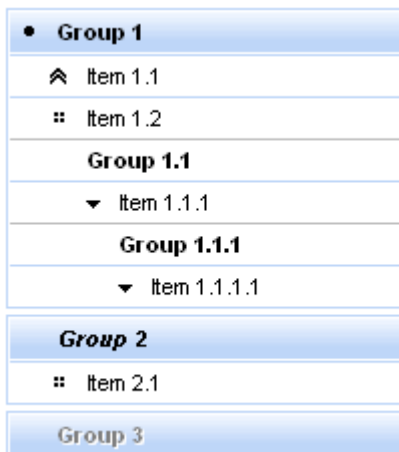 Group 1
Item 1.1
Item 1.2
Group 1.1
Item 1.1.1
Group 1.1.1
Item 1.1.1.1
Group 2
Item 2.1
Group 3